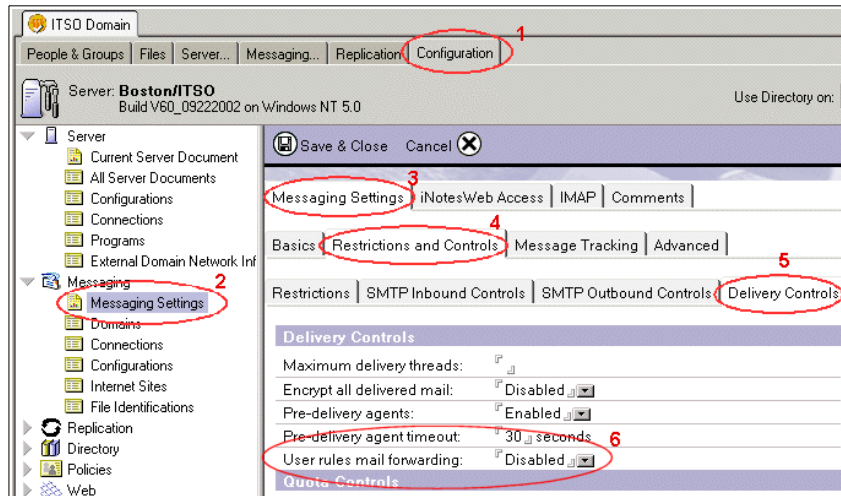 ITSO Domain
1
People & Groups Files Server... Messaging... Replication Configuration
Server: Boston/ITSO
Build V60_09222002 on Windows NT 5.0
Use Directory on:
Server
Current Server Document
All Server Documents
Configurations
Connections
Programs
External Domain Network Inf
Messaging
2
Messaging Settings
Domains
Connections
Configurations
Internet Sites
File Identifications
Replication
Directory
Policies
Web
Save & Close Cancel
3
Messaging Settings iNotesWeb Access IMAP Comments
4
Basics Restrictions and Controls Message Tracking Advanced
5
Restrictions SMTP Inbound Controls SMTP Outbound Controls Delivery Controls
Delivery Controls
Maximum delivery threads:
Encrypt all delivered mail: Disabled
Pre-delivery agents: Enabled
Pre-delivery agent timeout: 30 seconds
6
User rules mail forwarding: Disabled
Quota Controls